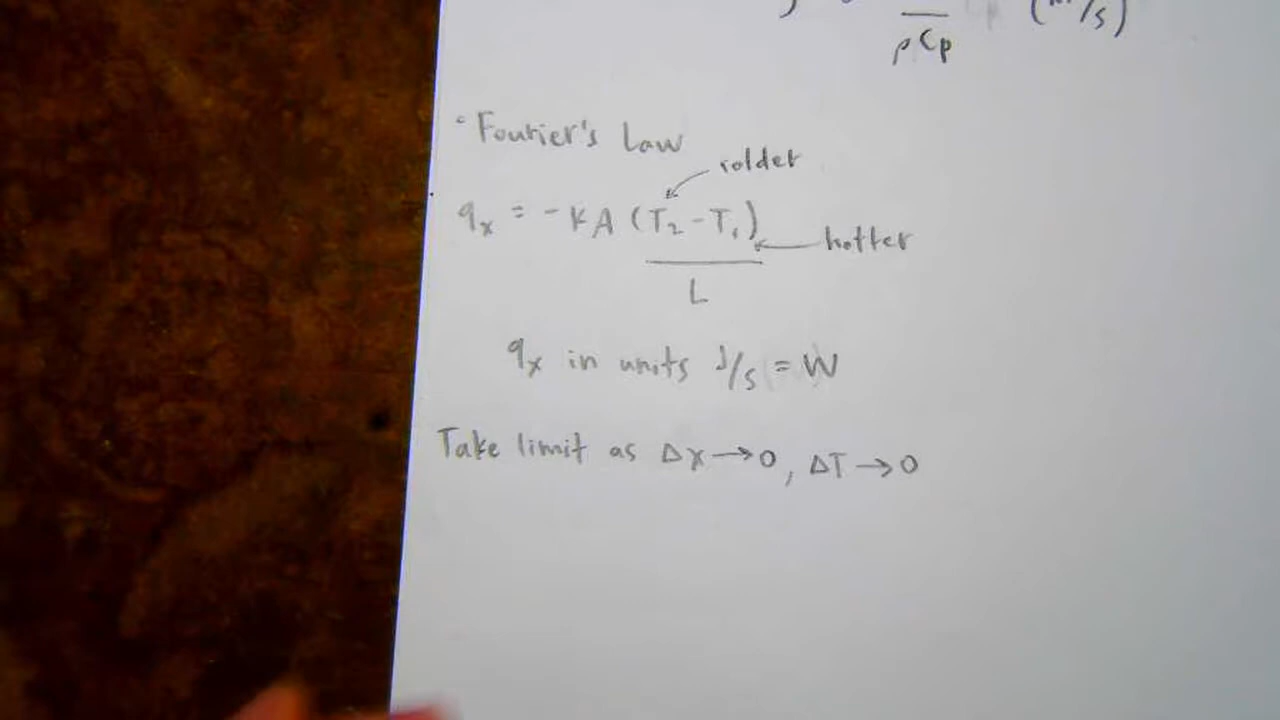 ρCp (m²/s)
• Fourier's Law
colder
qx = -KA (T₂ - T₁)
hotter
L
qx in units J/s = W
Take limit as Δx → 0, ΔT → 0